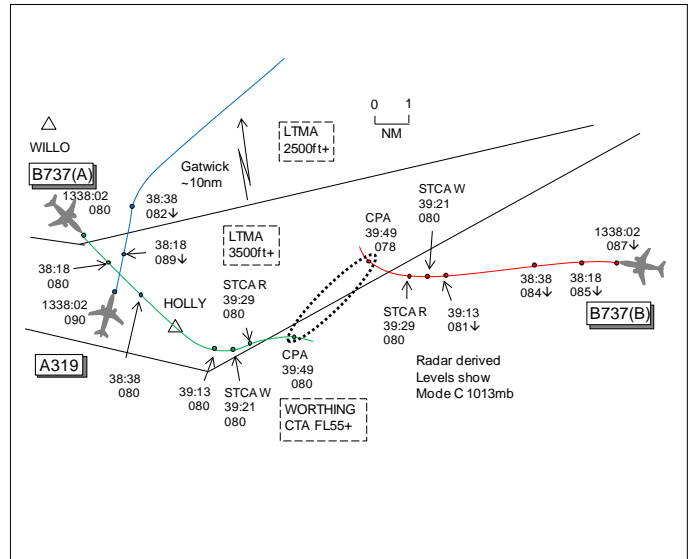 WILLO
B737(A)
1338:02
080
38:18
080
1338:02
090
A319
38:38
080
38:38
082↓
38:18
089↓
HOLLY
Gatwick
~10nm
LTMA
2500ft+
0 1
NM
LTMA
3500ft+
STCA R
39:29
080
39:13
080
STCA W
39:21
080
CPA
39:49
080
WORTHING
CTA FL55+
CPA
39:49
078
STCA W
39:21
080
STCA R
39:29
080
39:13
081↓
38:38
084↓
38:18
085↓
1338:02
087↓
B737(B)
Radar derived
Levels show
Mode C 1013mb